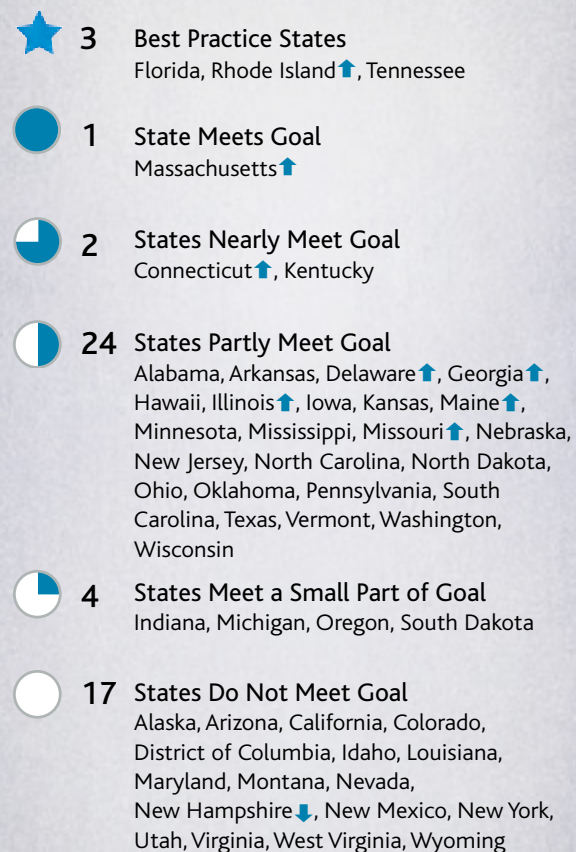 3 Best Practice States
Florida, Rhode Island⬆, Tennessee
1 State Meets Goal
Massachusetts⬆
2 States Nearly Meet Goal
Connecticut⬆, Kentucky
24 States Partly Meet Goal
Alabama, Arkansas, Delaware⬆, Georgia⬆,
Hawaii, Illinois⬆, Iowa, Kansas, Maine⬆,
Minnesota, Mississippi, Missouri⬆, Nebraska,
New Jersey, North Carolina, North Dakota,
Ohio, Oklahoma, Pennsylvania, South
Carolina, Texas, Vermont, Washington,
Wisconsin
4 States Meet a Small Part of Goal
Indiana, Michigan, Oregon, South Dakota
17 States Do Not Meet Goal
Alaska, Arizona, California, Colorado,
District of Columbia, Idaho, Louisiana,
Maryland, Montana, Nevada,
New Hampshire⬇, New Mexico, New York,
Utah, Virginia, West Virginia, Wyoming